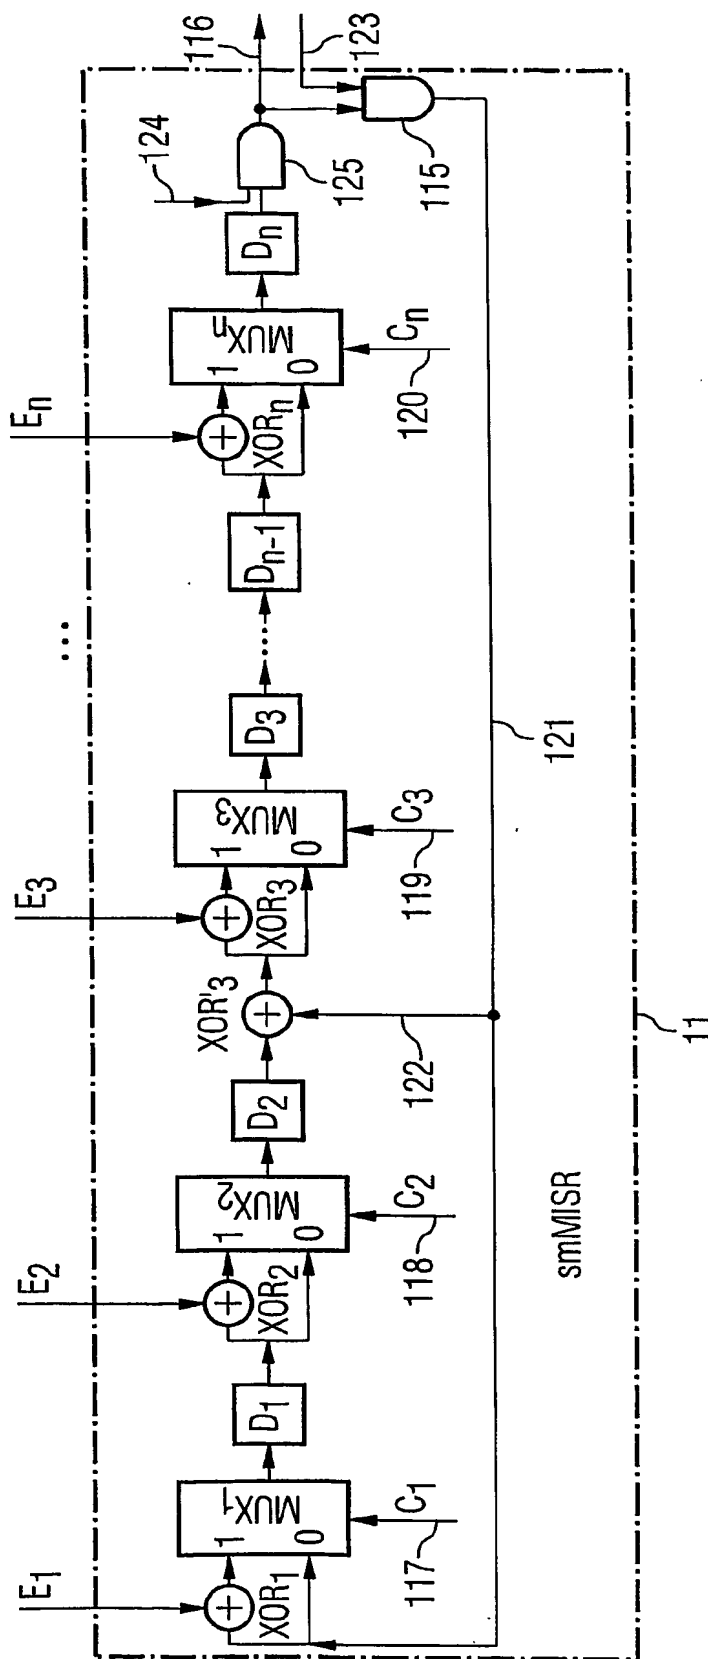 E1 E2 E3 ... En
124
116
123
XOR1 1 0 MUX1 D1
XOR2 1 0 MUX2 D2
XOR'3
XOR3 1 0 MUX3 D3
.... Dn-1
XORn 1 0 MUXn Dn
125
115
117 C1
118 C2
122
119 C3
120 Cn
121
smMISR
11